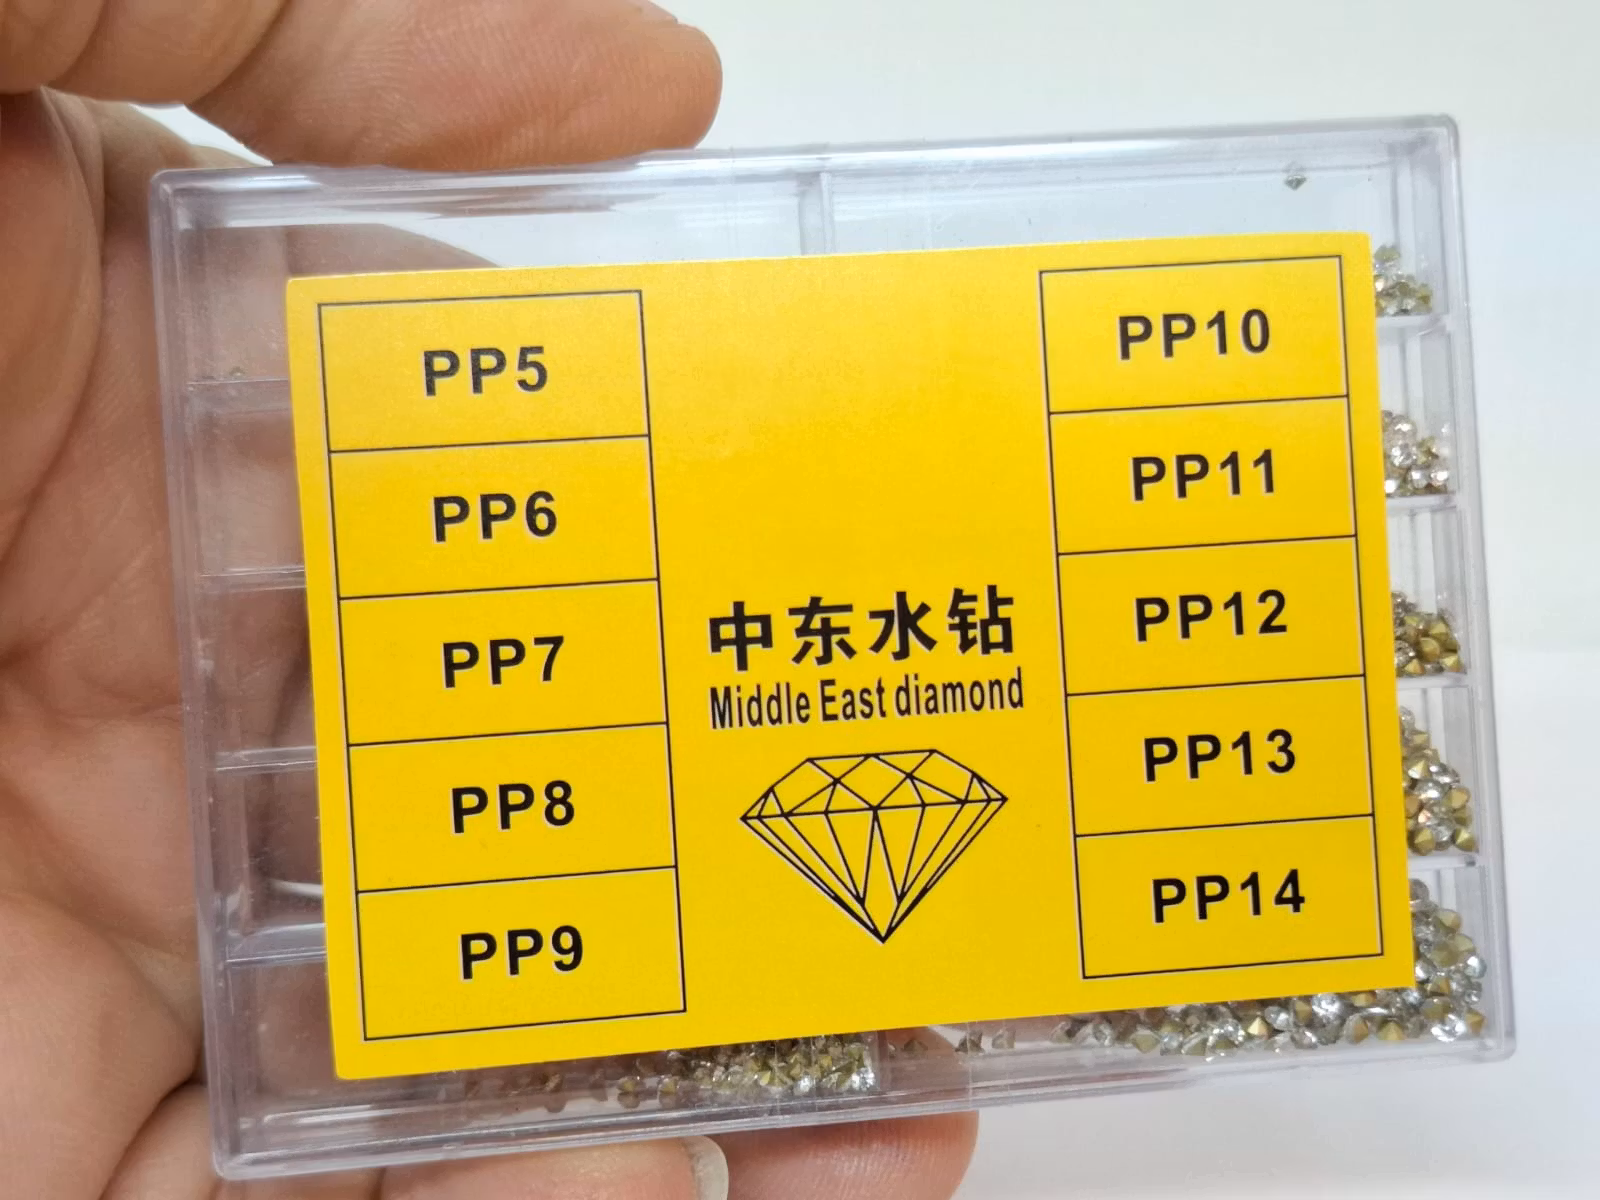 PP5
PP6
PP7
PP8
PP9
中东水钻
Middle East diamond
PP10
PP11
PP12
PP13
PP14